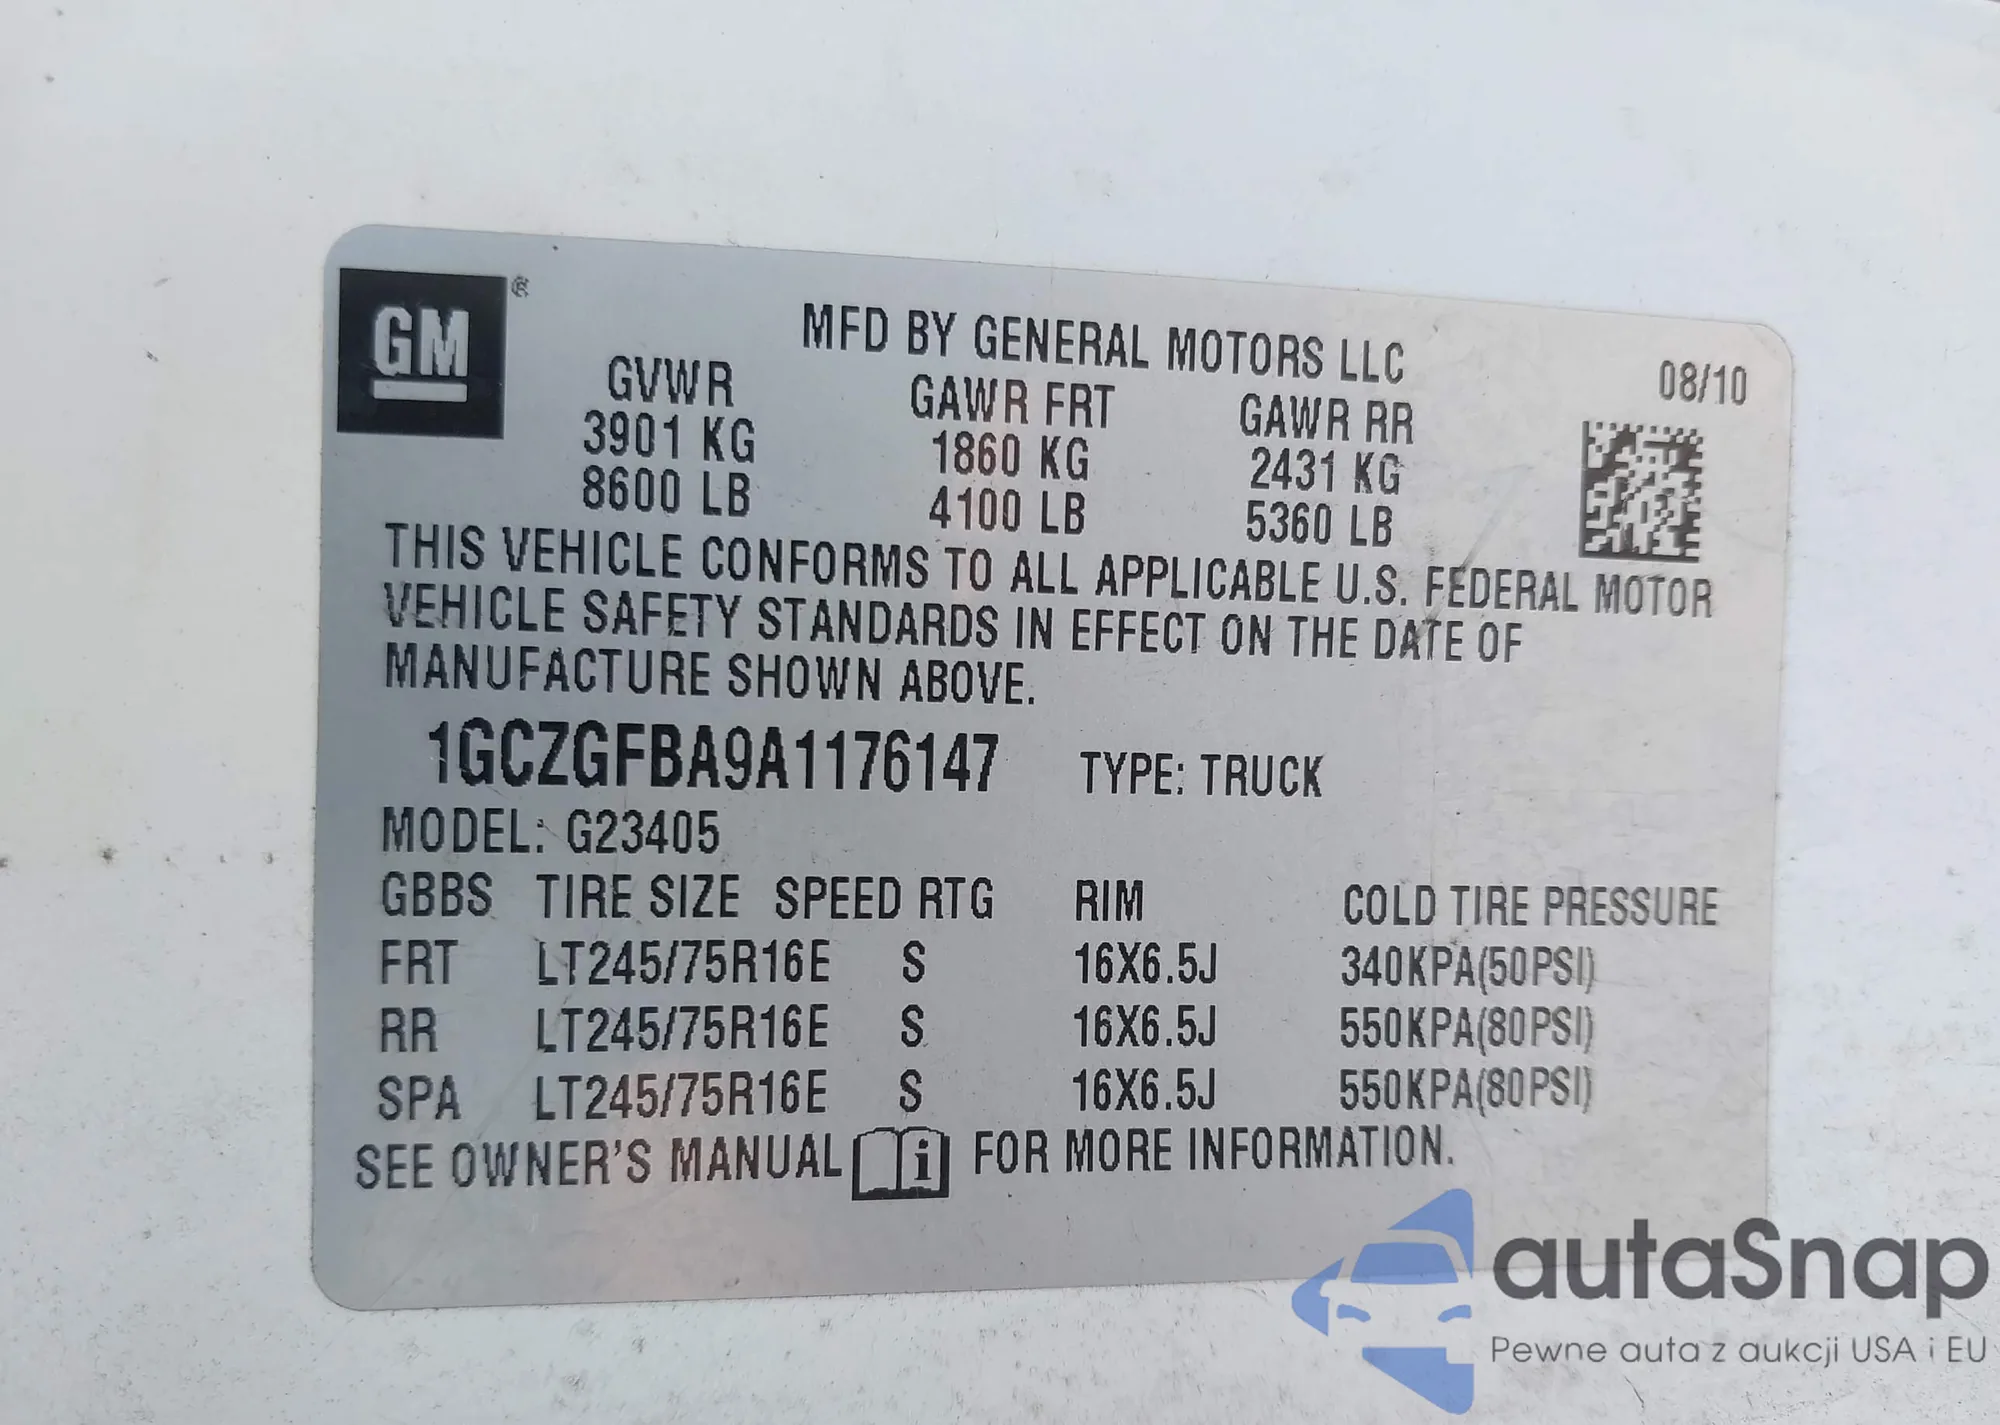 GM ®
MFD BY GENERAL MOTORS LLC
08/10
GVWR GAWR FRT GAWR RR
3901 KG 1860 KG 2431 KG
8600 LB 4100 LB 5360 LB
THIS VEHICLE CONFORMS TO ALL APPLICABLE U.S. FEDERAL MOTOR
VEHICLE SAFETY STANDARDS IN EFFECT ON THE DATE OF
MANUFACTURE SHOWN ABOVE.
1GCZGFBA9A1176147 TYPE: TRUCK
MODEL: G23405
GBBS TIRE SIZE SPEED RTG RIM COLD TIRE PRESSURE
FRT LT245/75R16E S 16X6.5J 340KPA(50PSI)
RR LT245/75R16E S 16X6.5J 550KPA(80PSI)
SPA LT245/75R16E S 16X6.5J 550KPA(80PSI)
SEE OWNER'S MANUAL i FOR MORE INFORMATION.
autaSnap
Pewne auta z aukcji USA i EU